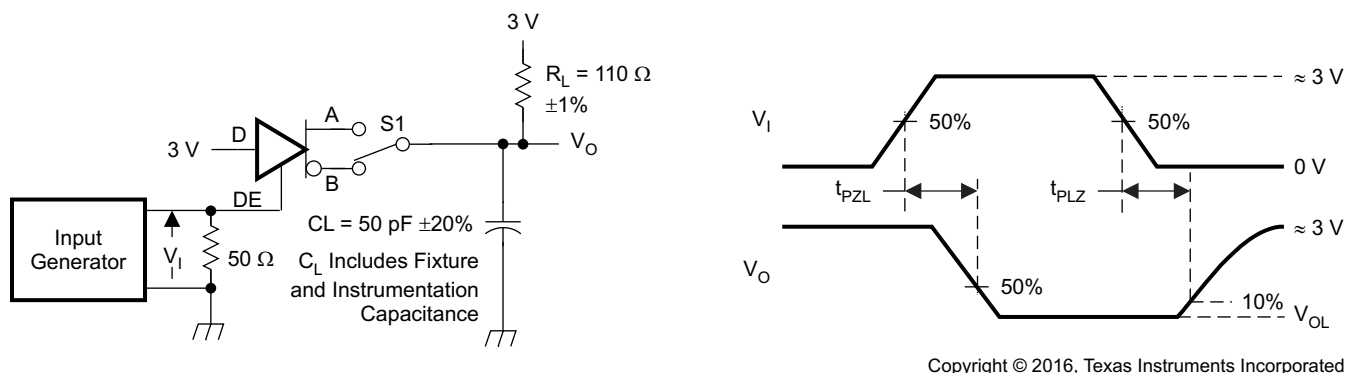 3 V
R_L = 110 Ω
±1%
A
S1
D
3 V
V_O
B
DE
CL = 50 pF ±20%
Input
Generator
V_I
50 Ω
C_L Includes Fixture
and Instrumentation
Capacitance
≈ 3 V
V_I
50%
50%
0 V
t_PZL
t_PLZ
≈ 3 V
V_O
50%
10%
V_OL
Copyright © 2016, Texas Instruments Incorporated